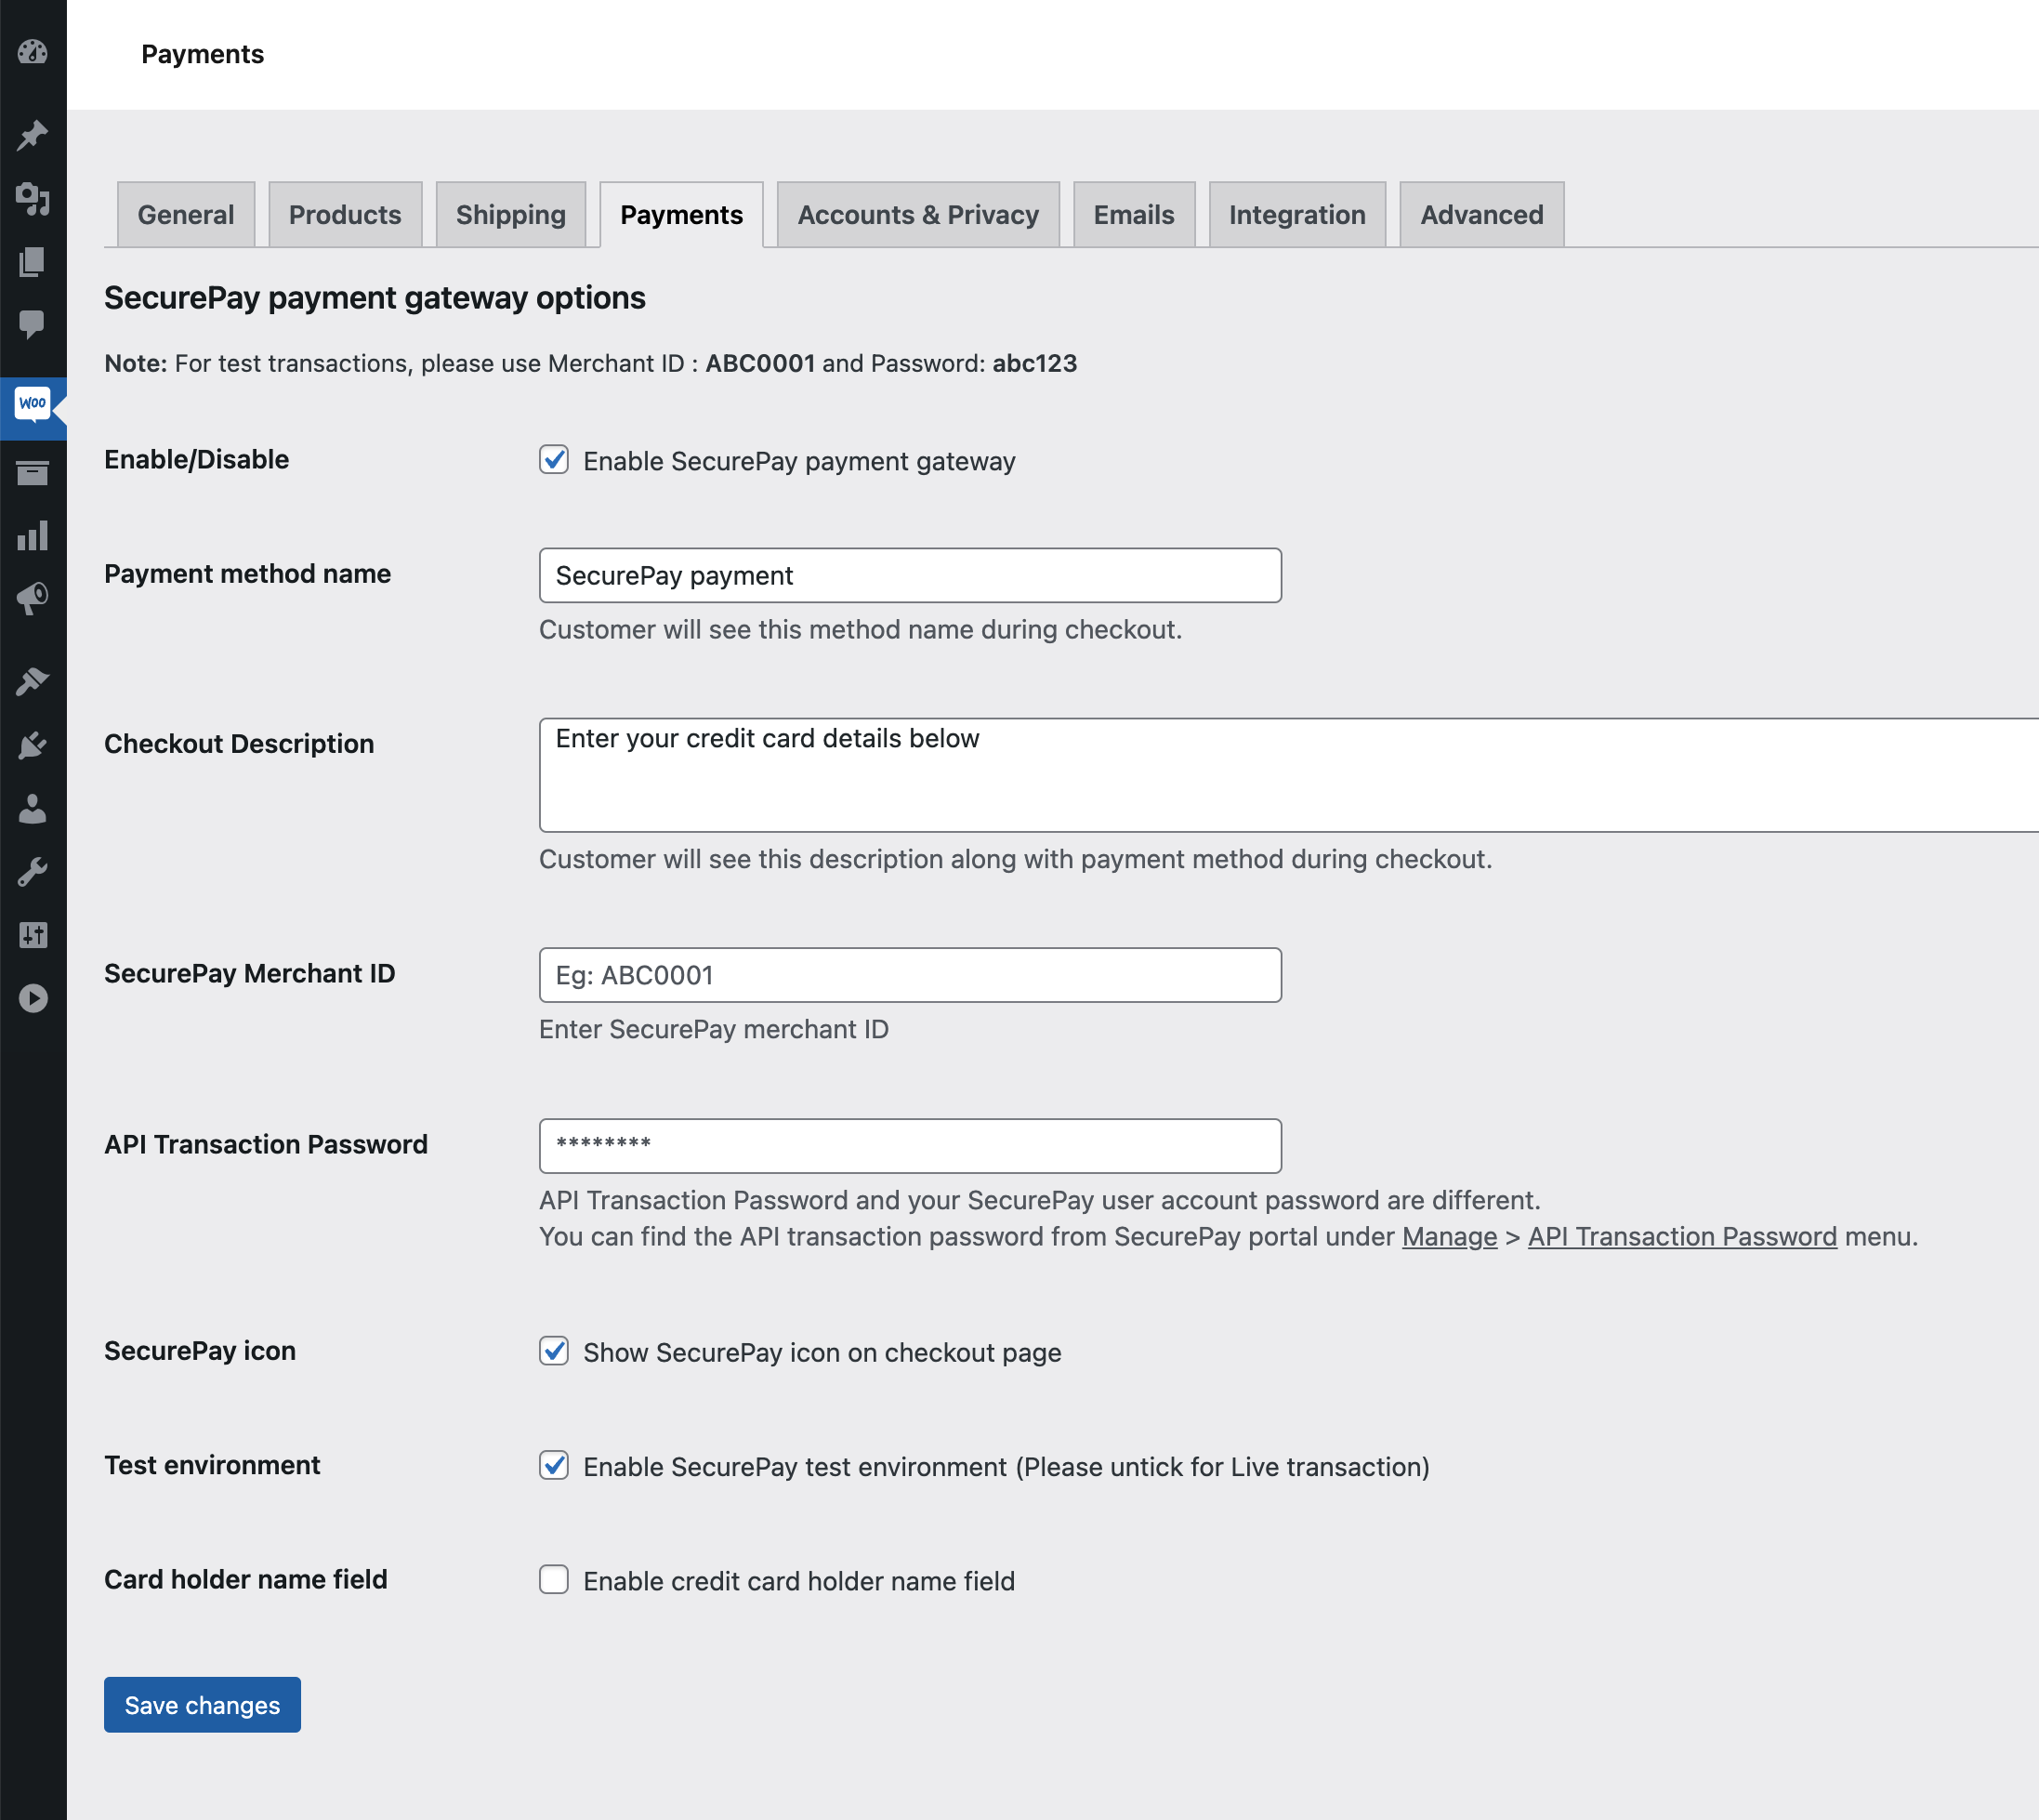 Payments
General
Products
Shipping
Payments
Accounts & Privacy
Emails
Integration
Advanced
SecurePay payment gateway options
Note: For test transactions, please use Merchant ID : ABC0001 and Password: abc123
Woo
Enable/Disable
Enable SecurePay payment gateway
Payment method name
SecurePay payment
Customer will see this method name during checkout.
Checkout Description
Enter your credit card details below
Customer will see this description along with payment method during checkout.
SecurePay Merchant ID
Eg: ABC0001
Enter SecurePay merchant ID
API Transaction Password
********
API Transaction Password and your SecurePay user account password are different.
You can find the API transaction password from SecurePay portal under Manage > API Transaction Password menu.
SecurePay icon
Show SecurePay icon on checkout page
Test environment
Enable SecurePay test environment (Please untick for Live transaction)
Card holder name field
Enable credit card holder name field
Save changes